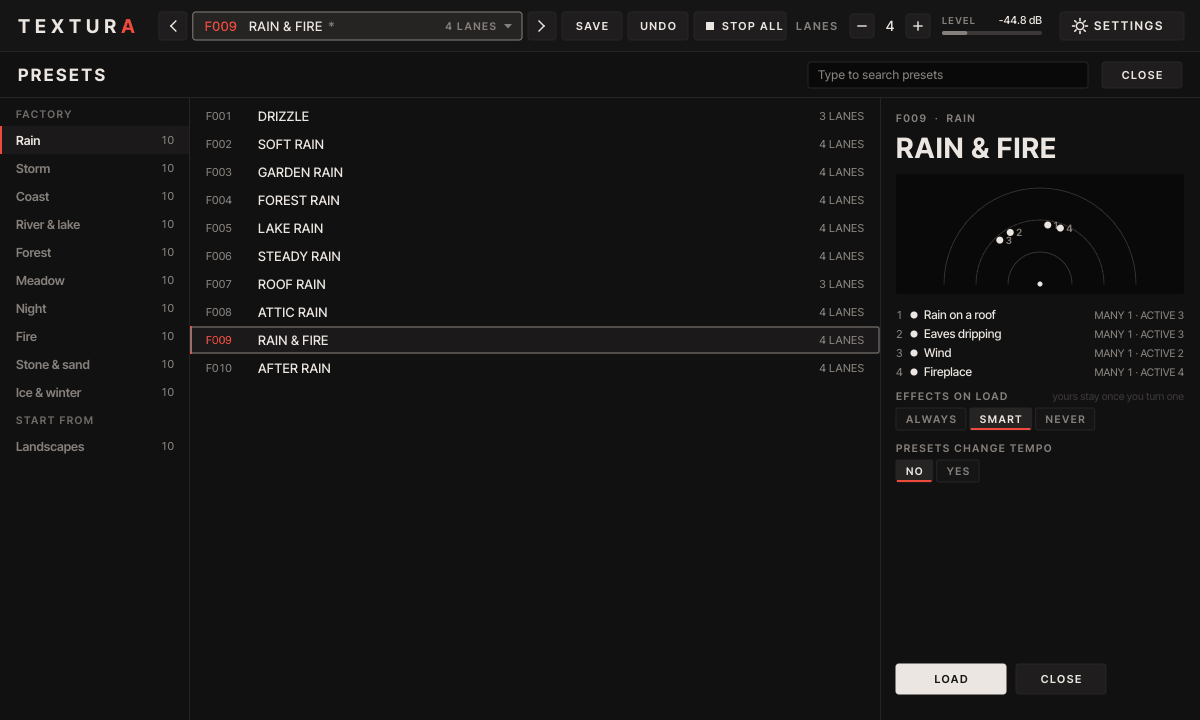 TEXTURA
F009 RAIN & FIRE * 4 LANES
SAVE
UNDO
STOP ALL
LANES
4
LEVEL -44.8 dB
SETTINGS
PRESETS
Type to search presets
CLOSE
FACTORY
Rain 10
Storm 10
Coast 10
River & lake 10
Forest 10
Meadow 10
Night 10
Fire 10
Stone & sand 10
Ice & winter 10
START FROM
Landscapes 10
F001 DRIZZLE 3 LANES
F002 SOFT RAIN 4 LANES
F003 GARDEN RAIN 4 LANES
F004 FOREST RAIN 4 LANES
F005 LAKE RAIN 4 LANES
F006 STEADY RAIN 4 LANES
F007 ROOF RAIN 3 LANES
F008 ATTIC RAIN 4 LANES
F009 RAIN & FIRE 4 LANES
F010 AFTER RAIN 4 LANES
F009 · RAIN
RAIN & FIRE
1 4
2
3
1 Rain on a roof MANY 1 · ACTIVE 3
2 Eaves dripping MANY 1 · ACTIVE 3
3 Wind MANY 1 · ACTIVE 2
4 Fireplace MANY 1 · ACTIVE 4
EFFECTS ON LOAD yours stay once you turn one
ALWAYS SMART NEVER
PRESETS CHANGE TEMPO
NO YES
LOAD CLOSE